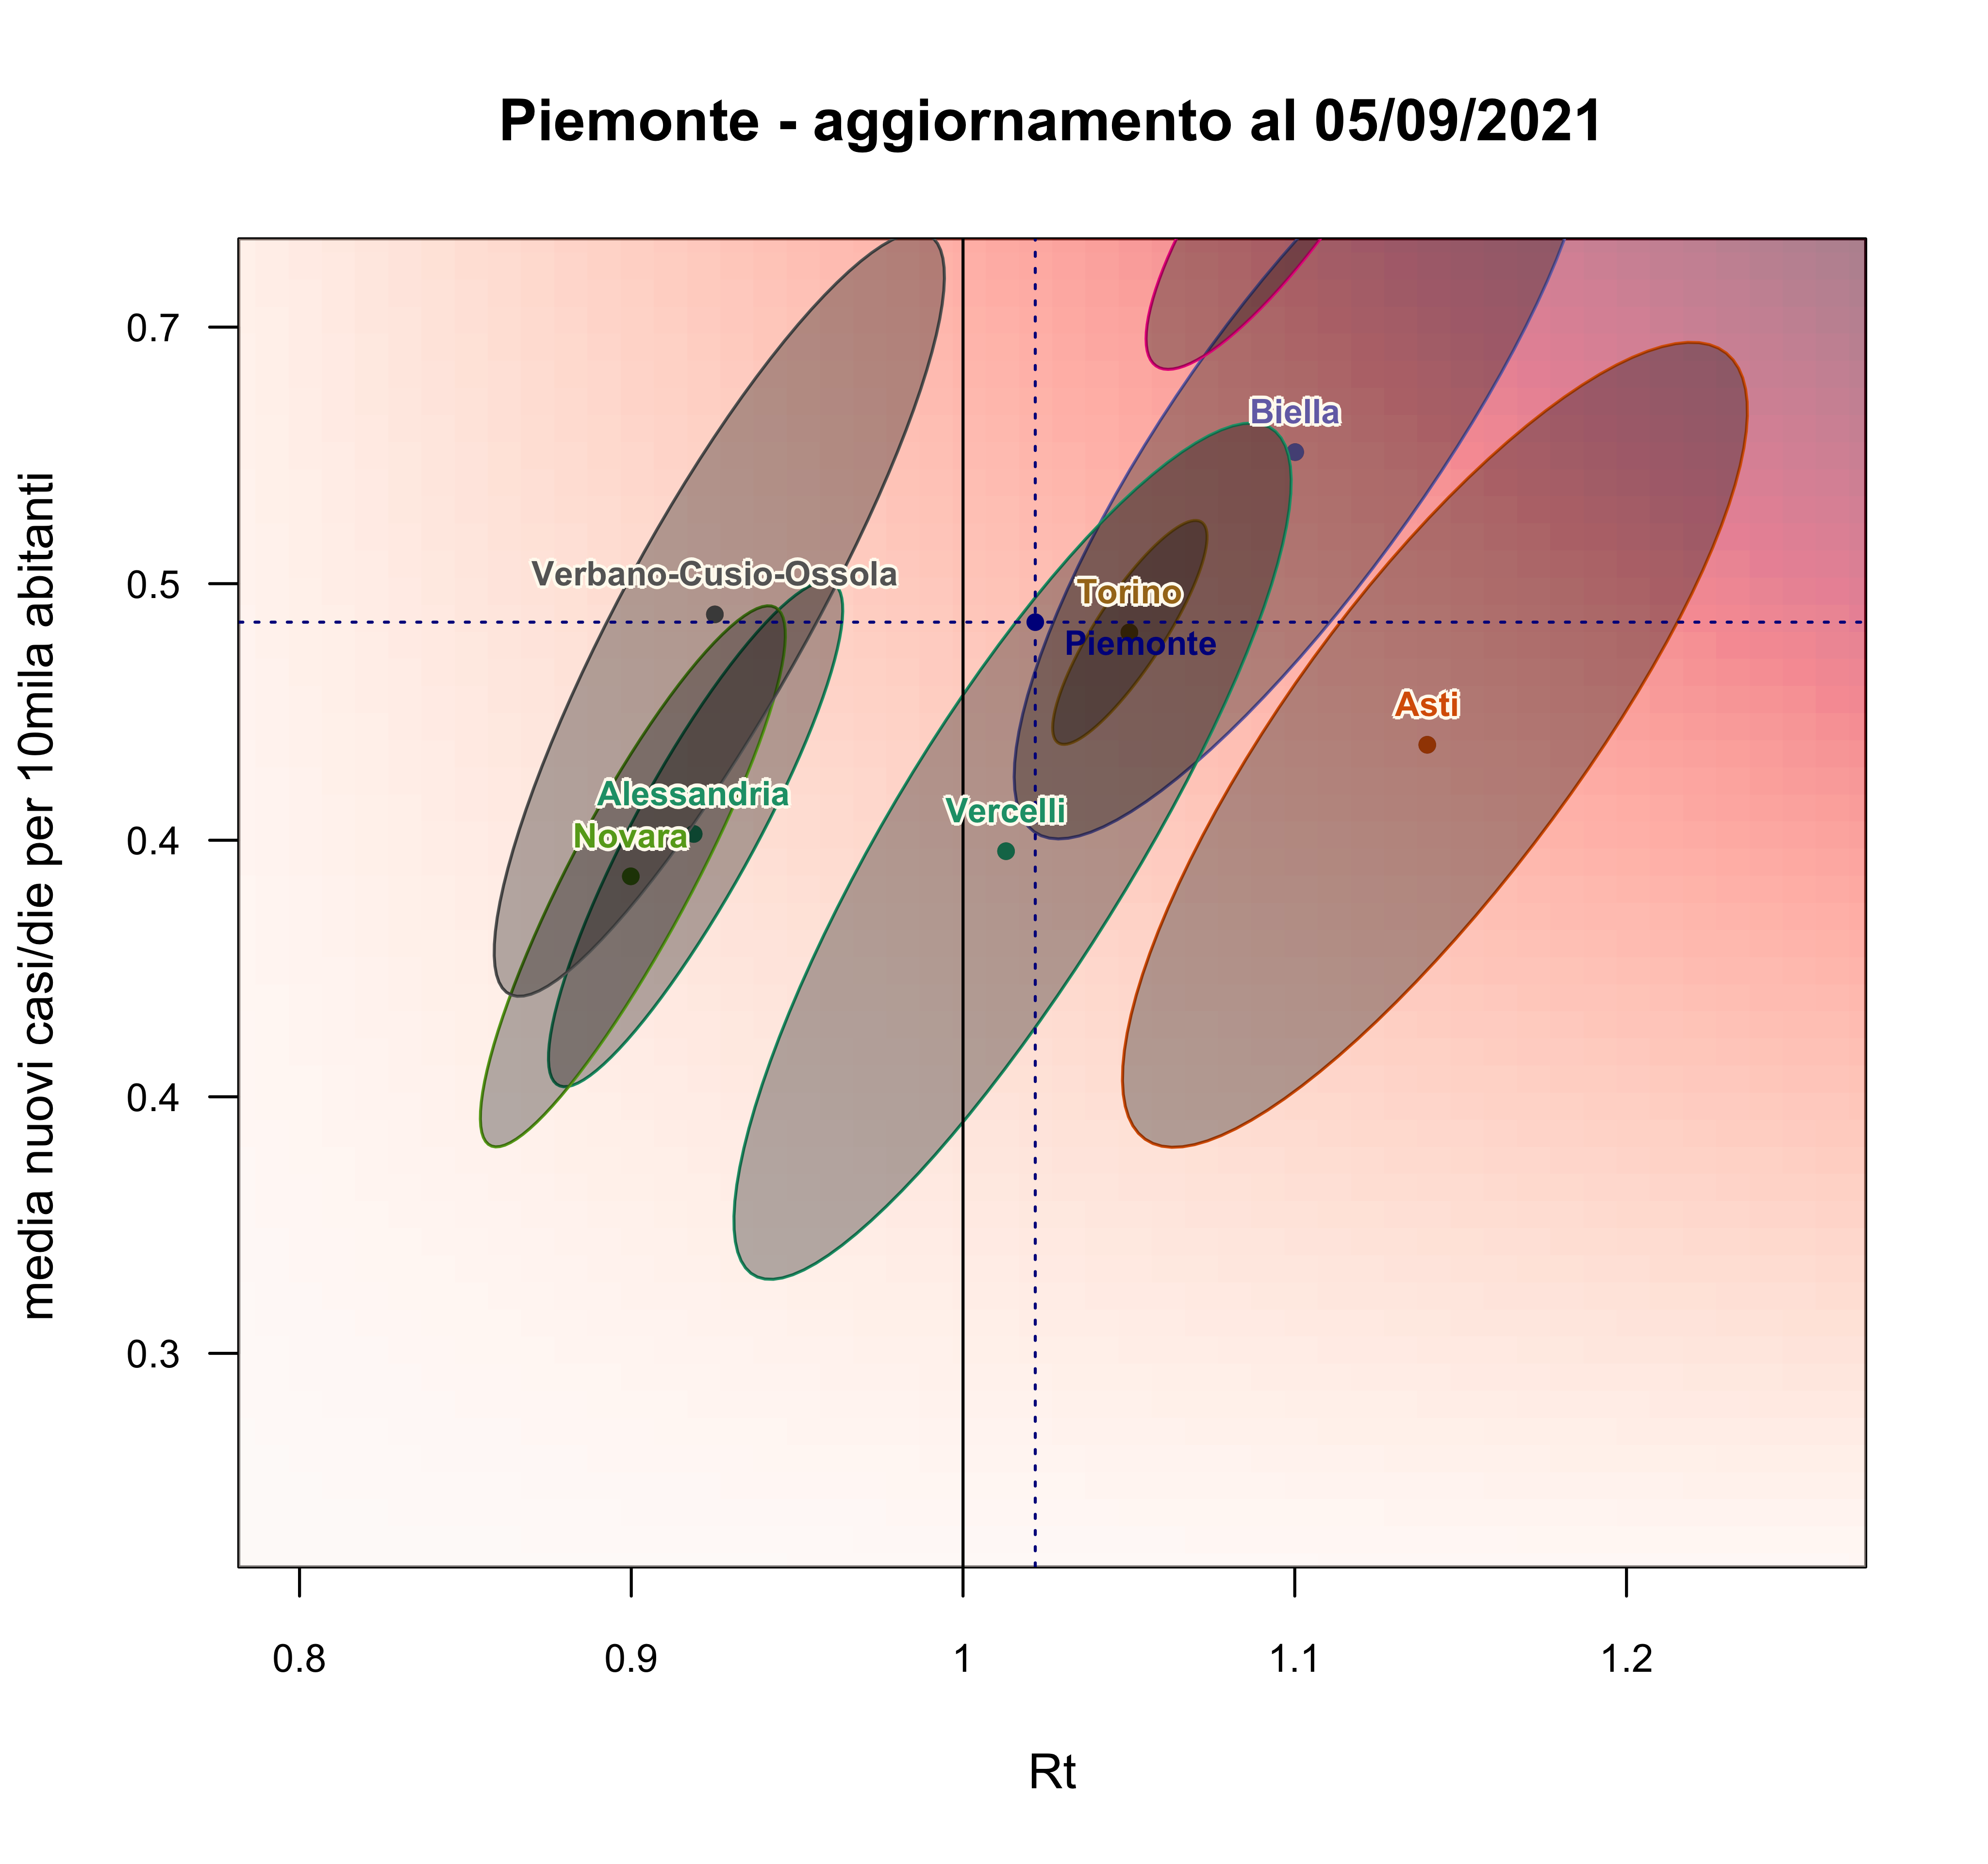 Piemonte - aggiornamento al 05/09/2021
media nuovi casi/die per 10mila abitanti
0.7
0.5
0.4
0.4
0.3
Biella
Verbano-Cusio-Ossola
Torino
Piemonte
Asti
Alessandria
Vercelli
Novara
0.8
0.9
1
1.1
1.2
Rt